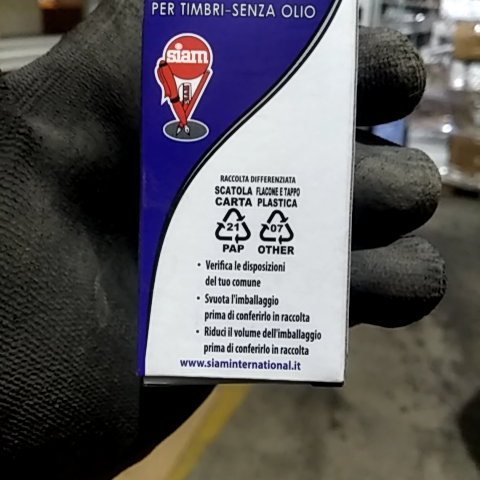 PER TIMBRI-SENZA OLIO
siam
RACCOLTA DIFFERENZIATA
SCATOLA FLACONE E TAPPO
CARTA PLASTICA
21 07
PAP OTHER
• Verifica le disposizioni
del tuo comune
• Svuota l'imballaggio
prima di conferirlo in raccolta
• Riduci il volume dell'imballaggio
prima di conferirlo in raccolta
www.siaminternational.it